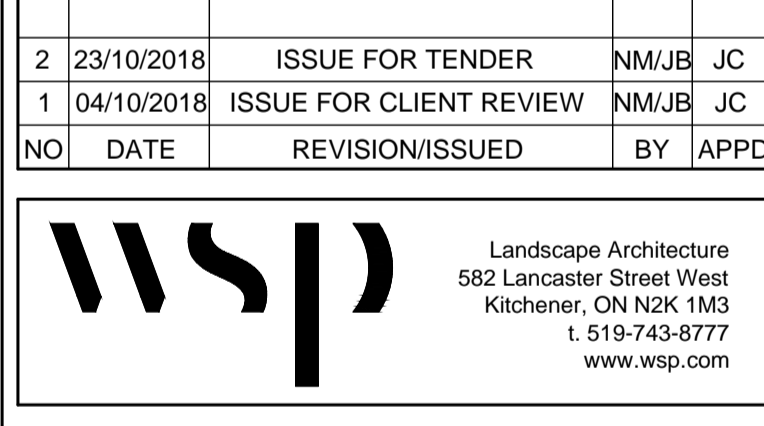 2 23/10/2018 ISSUE FOR TENDER NM/JB JC
1 04/10/2018 ISSUE FOR CLIENT REVIEW NM/JB JC
NO DATE REVISION/ISSUED BY APPD
wsp
Landscape Architecture
582 Lancaster Street West
Kitchener, ON N2K 1M3
t. 519-743-8777
www.wsp.com